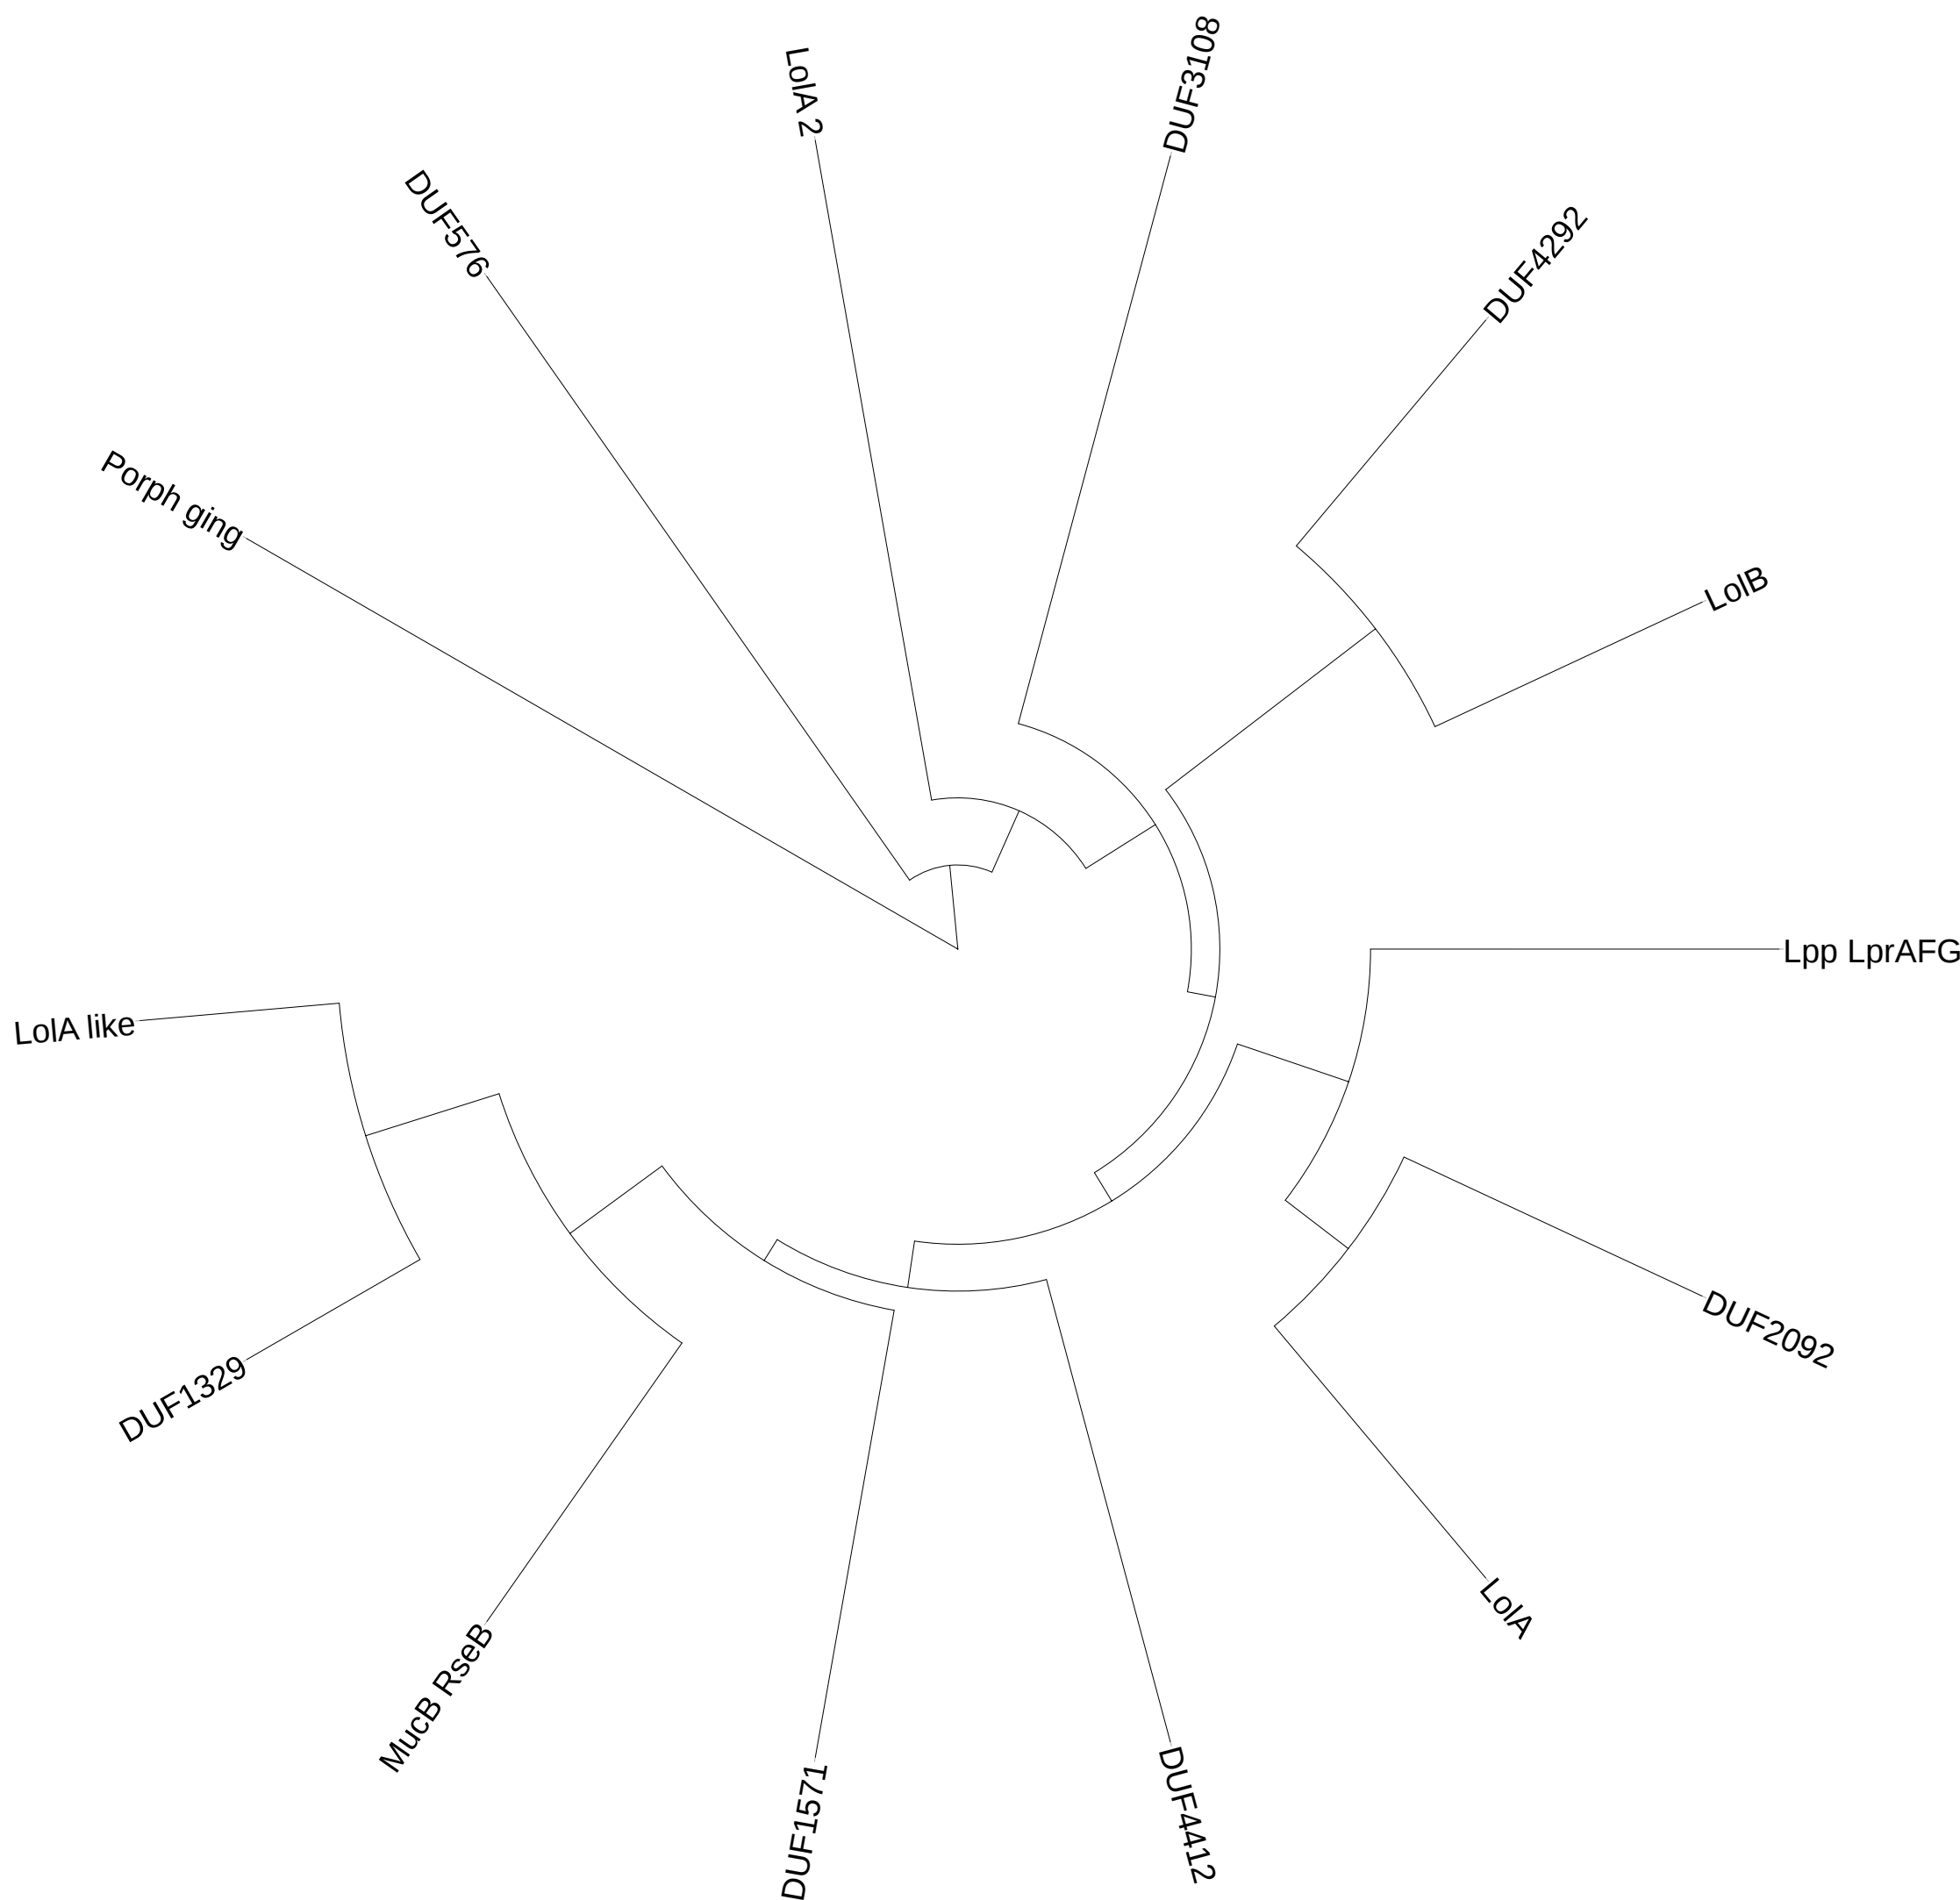 DUF3108
LolA 2
DUF576
DUF4292
Porph ging
LolB
Lpp LprAFG
LolA like
DUF2092
DUF1329
LolA
MucB RseB
DUF4412
DUF1571